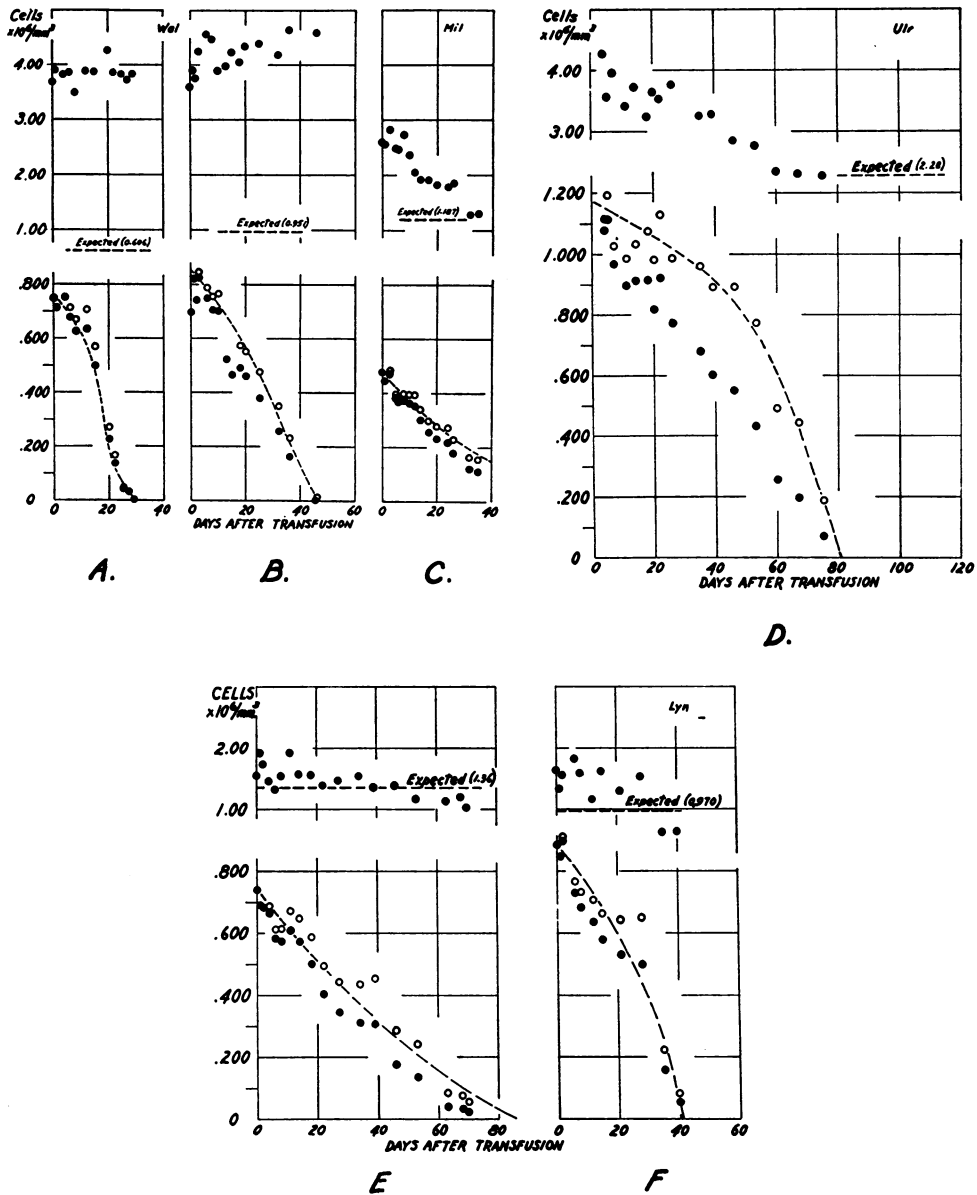 Cells
x10⁶/mm³
Wal
4.00
3.00
2.00
1.00
Expected (0.606)
.800
.600
.400
.200
0
0 20 40
A.
Expected (0.951)
0 20 40 60
DAYS AFTER TRANSFUSION
B.
Mil
Expected (1.187)
0 20 40
C.
Cells
x10⁶/mm³
Ulr
4.00
3.00
Expected (2.28)
1.200
1.000
.800
.600
.400
.200
0
0 20 40 60 80 100 120
DAYS AFTER TRANSFUSION
D.
CELLS
x10⁶/mm³
2.00
Expected (1.36)
1.00
.800
.600
.400
.200
0
0 20 40 60 80
DAYS AFTER TRANSFUSION
E
Lyn
Expected (0.970)
0 20 40 60
F